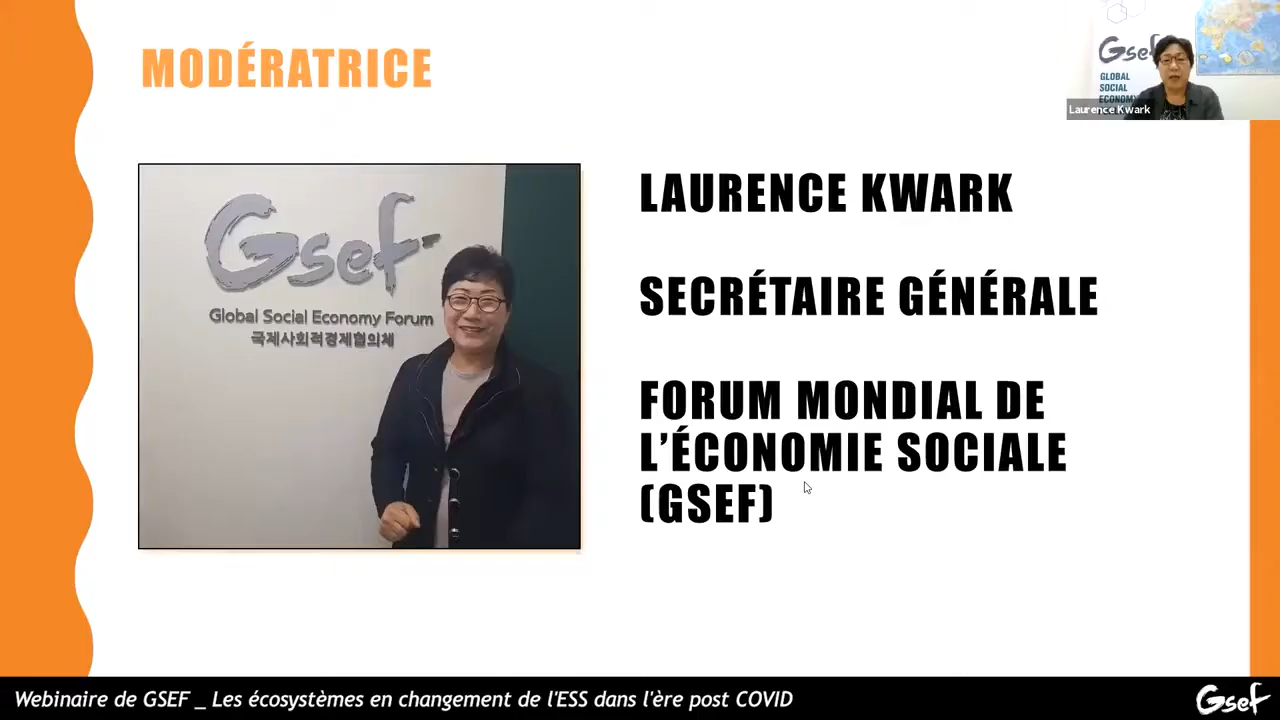 MODÉRATRICE
Gsef
GLOBAL
SOCIAL
ECONOMY
Laurence Kwark
Gsef
Global Social Economy Forum
국제사회적경제협의체
LAURENCE KWARK
SECRÉTAIRE GÉNÉRALE
FORUM MONDIAL DE
L’ÉCONOMIE SOCIALE
(GSEF)
Webinaire de GSEF _ Les écosystèmes en changement de l'ESS dans l'ère post COVID
Gsef